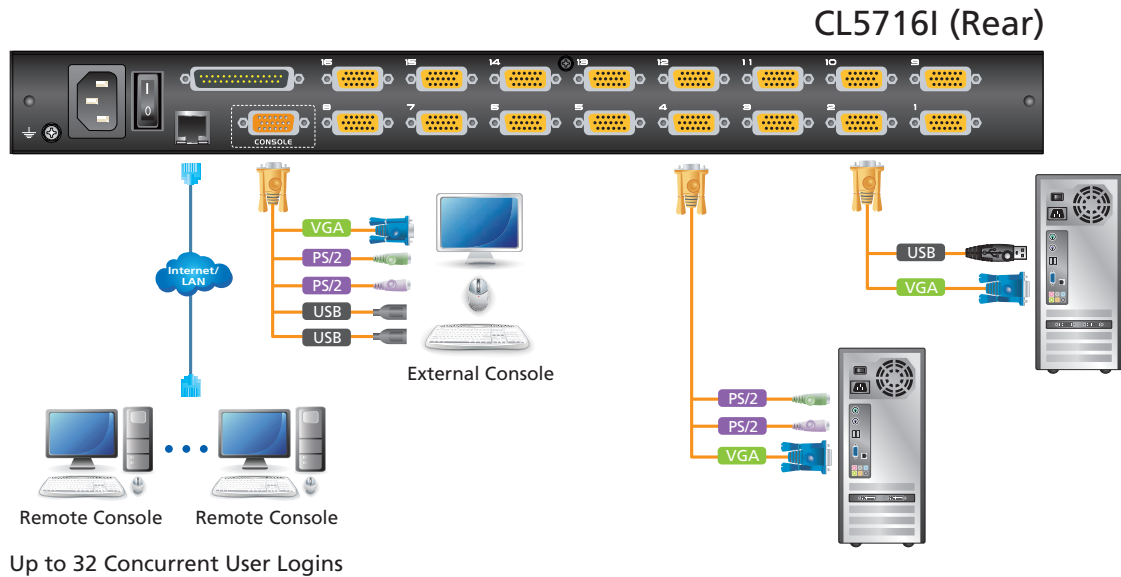 CL5716I (Rear)
16 15 14 13 12 11 10 9
8 7 6 5 4 3 2 1
I
0
CONSOLE
VGA
PS/2
PS/2
USB
USB
Internet/
LAN
External Console
USB
VGA
PS/2
PS/2
VGA
Remote Console Remote Console
Up to 32 Concurrent User Logins